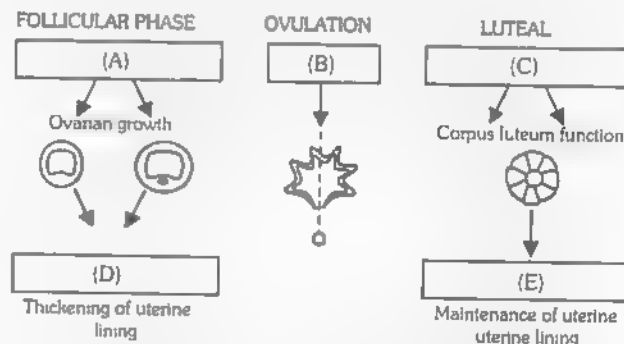 FOLLICULAR PHASE
OVULATION
LUTEAL
(A)
(B)
(C)
Ovarian growth
Corpus luteum function
(D)
(E)
Thickening of uterine
lining
Maintenance of uterine
uterine lining